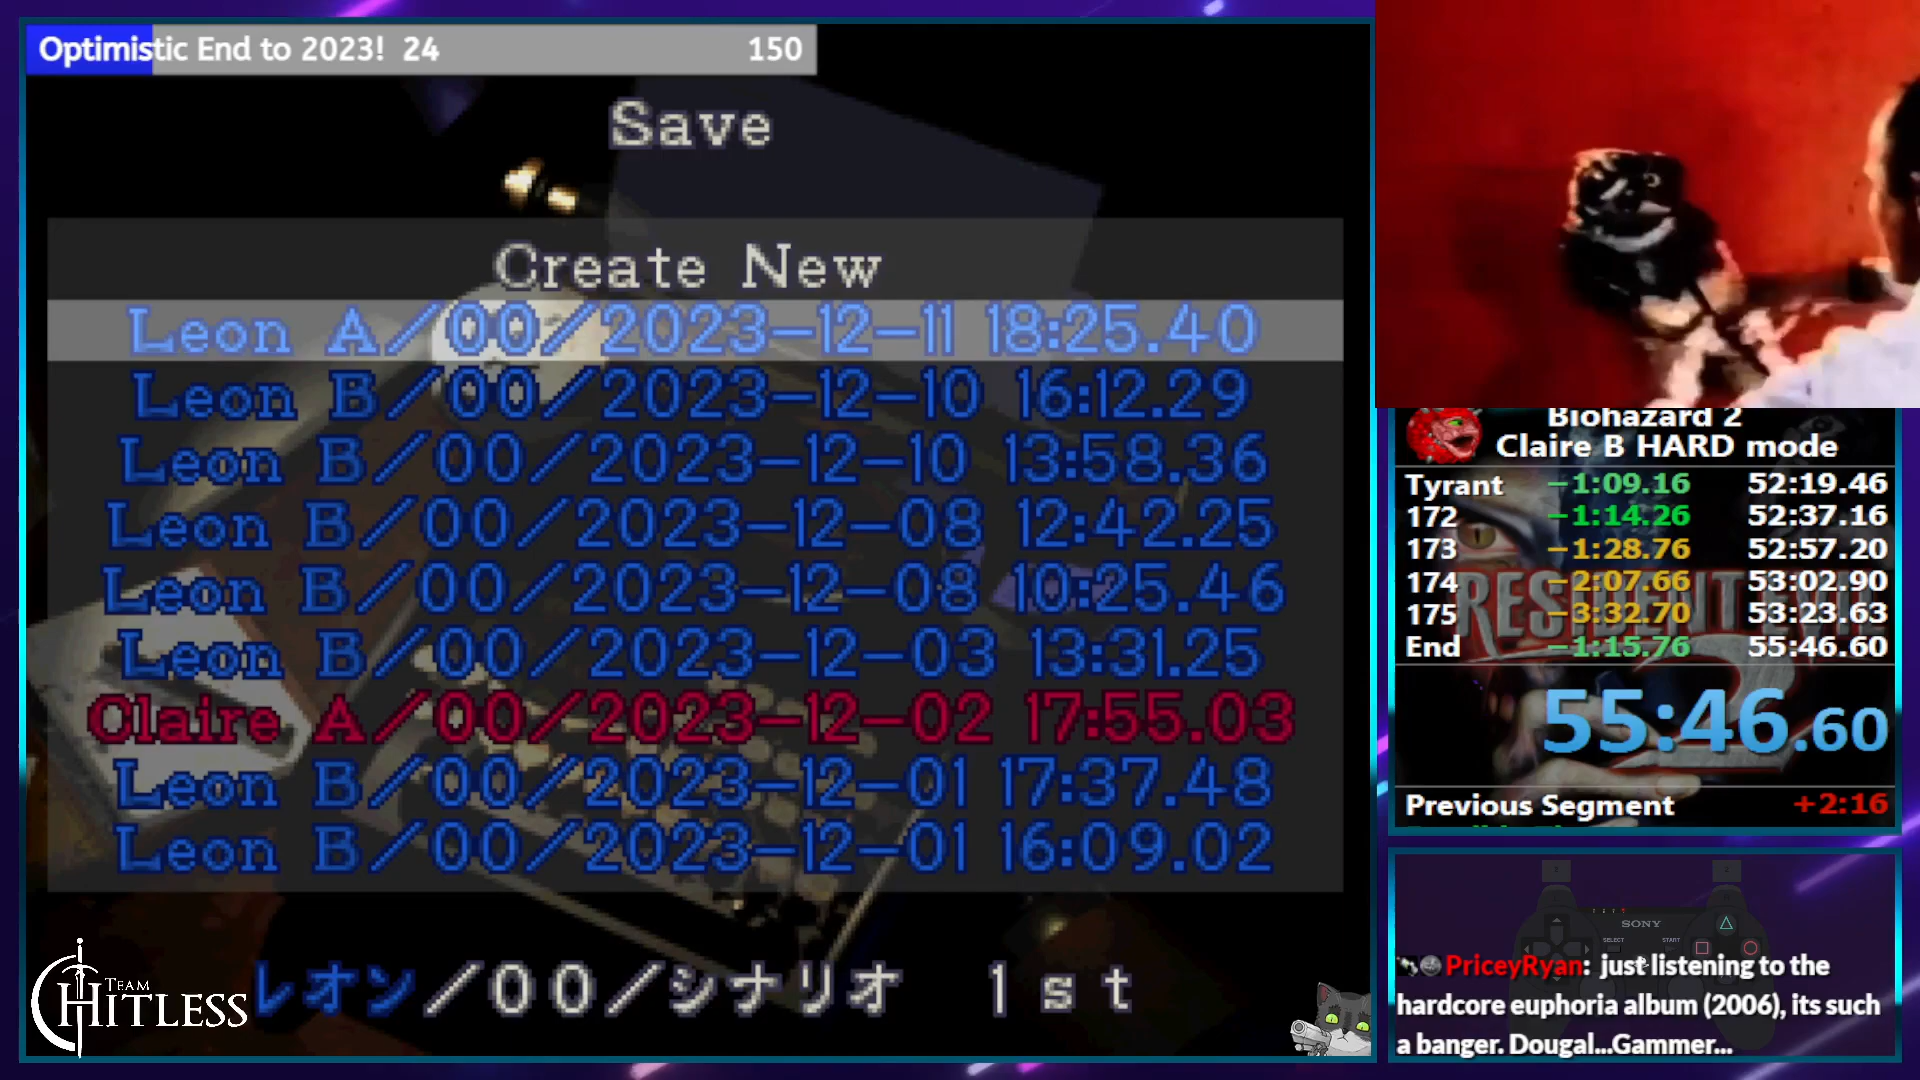 Optimistic End to 2023! 24 150
Save
Create New
Leon A/00/2023-12-11 18:25.40
Leon B/00/2023-12-10 16:12.29
Leon B/00/2023-12-10 13:58.36
Leon B/00/2023-12-08 12:42.25
Leon B/00/2023-12-08 10:25.46
Leon B/00/2023-12-03 13:31.25
Claire A/00/2023-12-02 17:55.03
Leon B/00/2023-12-01 17:37.48
Leon B/00/2023-12-01 16:09.02
レオン/00/シナリオ 1st
TEAM
HITLESS
Biohazard 2
Claire B HARD mode
Tyrant -1:09.16 52:19.46
172 -1:14.26 52:37.16
173 -1:28.76 52:57.20
174 -2:07.66 53:02.90
175 -3:32.70 53:23.63
End -1:15.76 55:46.60
RESIDENT EVIL
2
55:46.60
Previous Segment +2:16
SONY
SELECT START
PriceyRyan: just listening to the
hardcore euphoria album (2006), its such
a banger. Dougal...Gammer...